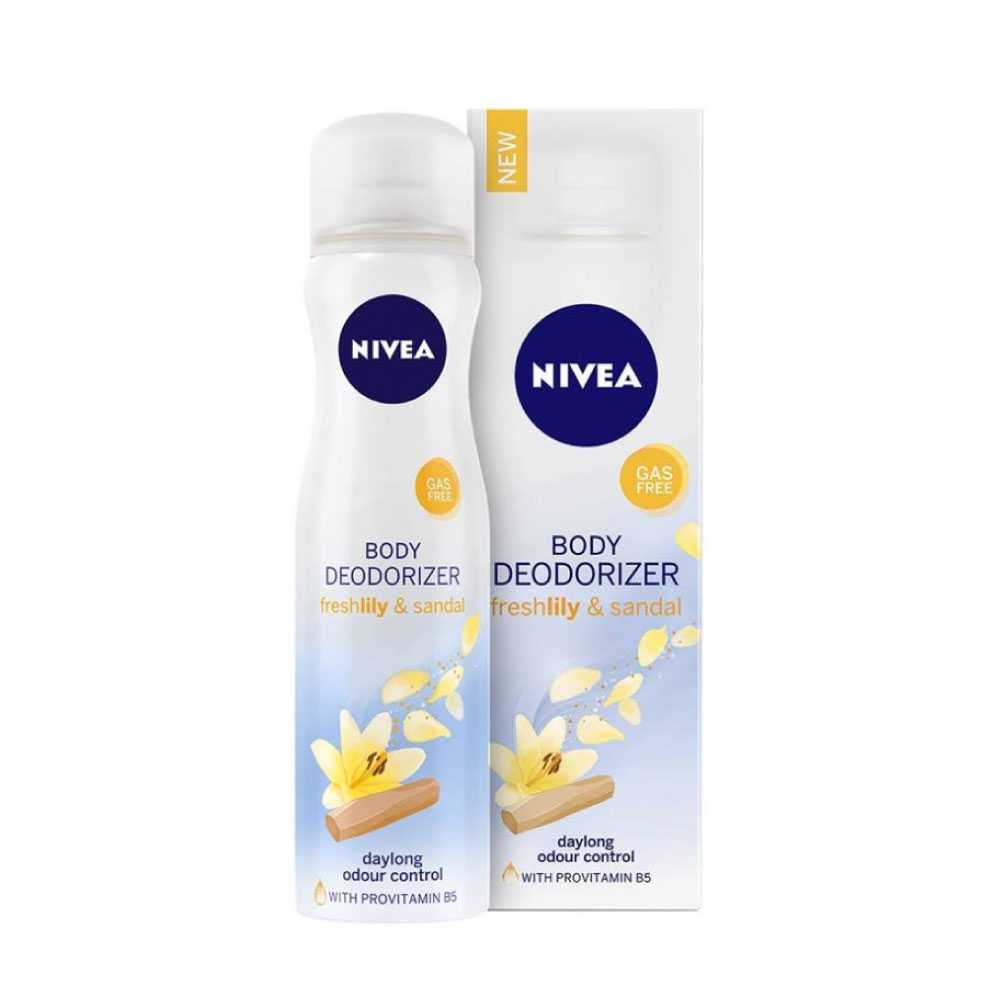 NIVEA
GAS
FREE
BODY
DEODORIZER
freshlily & sandal
daylong
odour control
WITH PROVITAMIN B5
NEW
NIVEA
GAS
FREE
BODY
DEODORIZER
freshlily & sandal
daylong
odour control
WITH PROVITAMIN B5